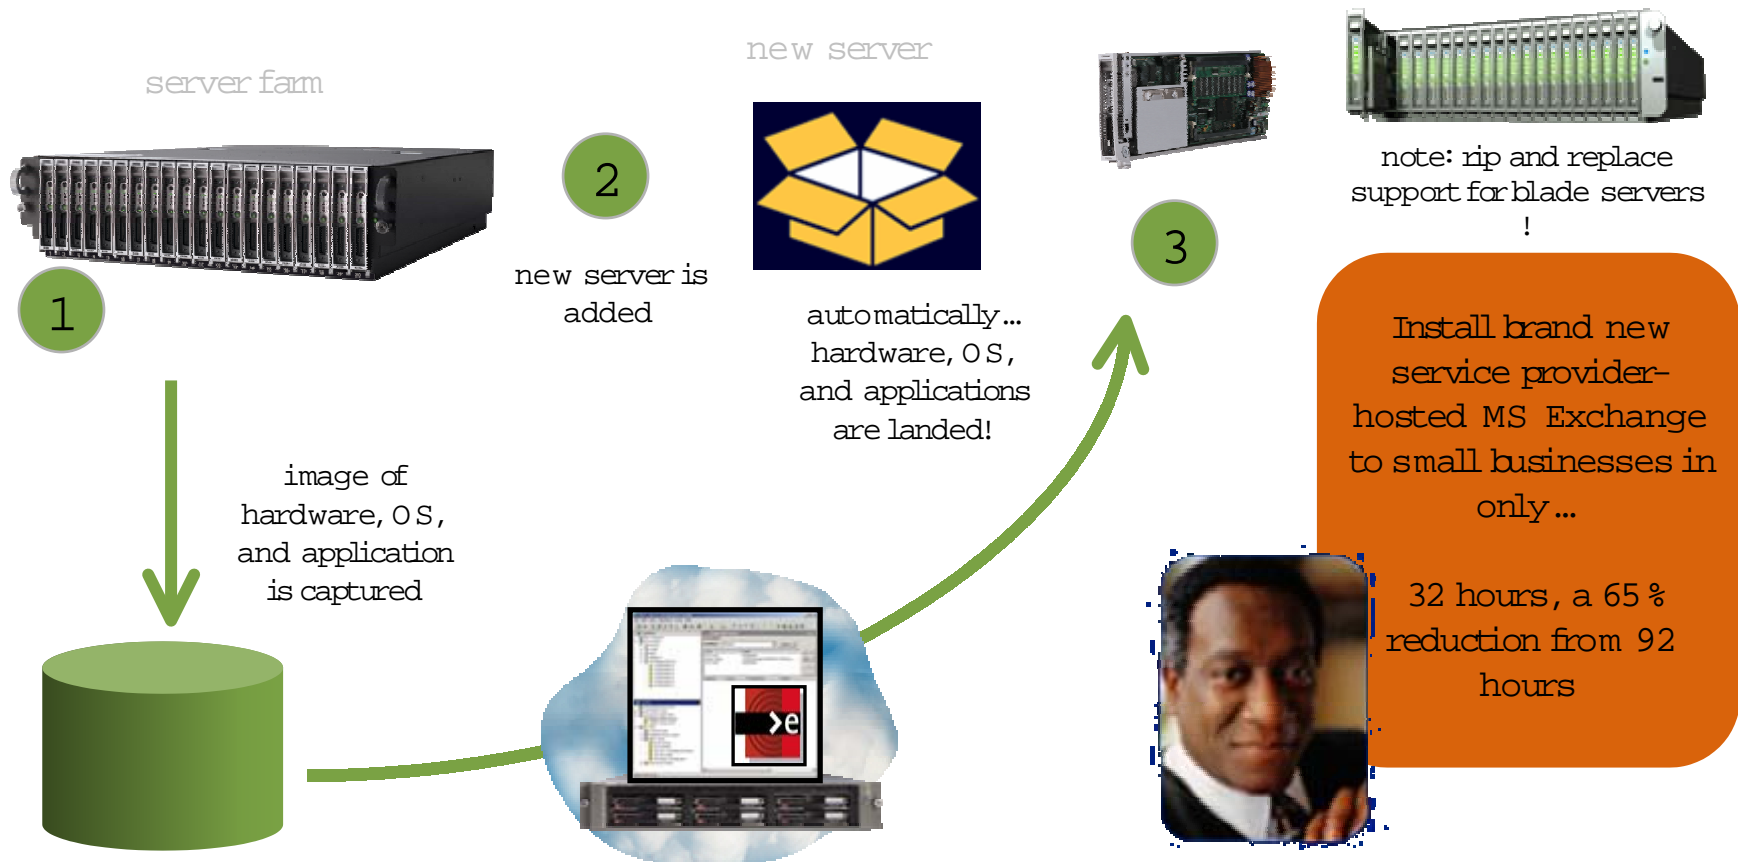 server farm
new server
1
2
new server is
added
automatically...
hardware, OS,
and applications
are landed!
3
note: rip and replace
support for blade servers
!
image of
hardware, OS,
and application
is captured
>e
Install brand new
service provider-
hosted MS Exchange
to small businesses in
only...
32 hours, a 65%
reduction from 92
hours